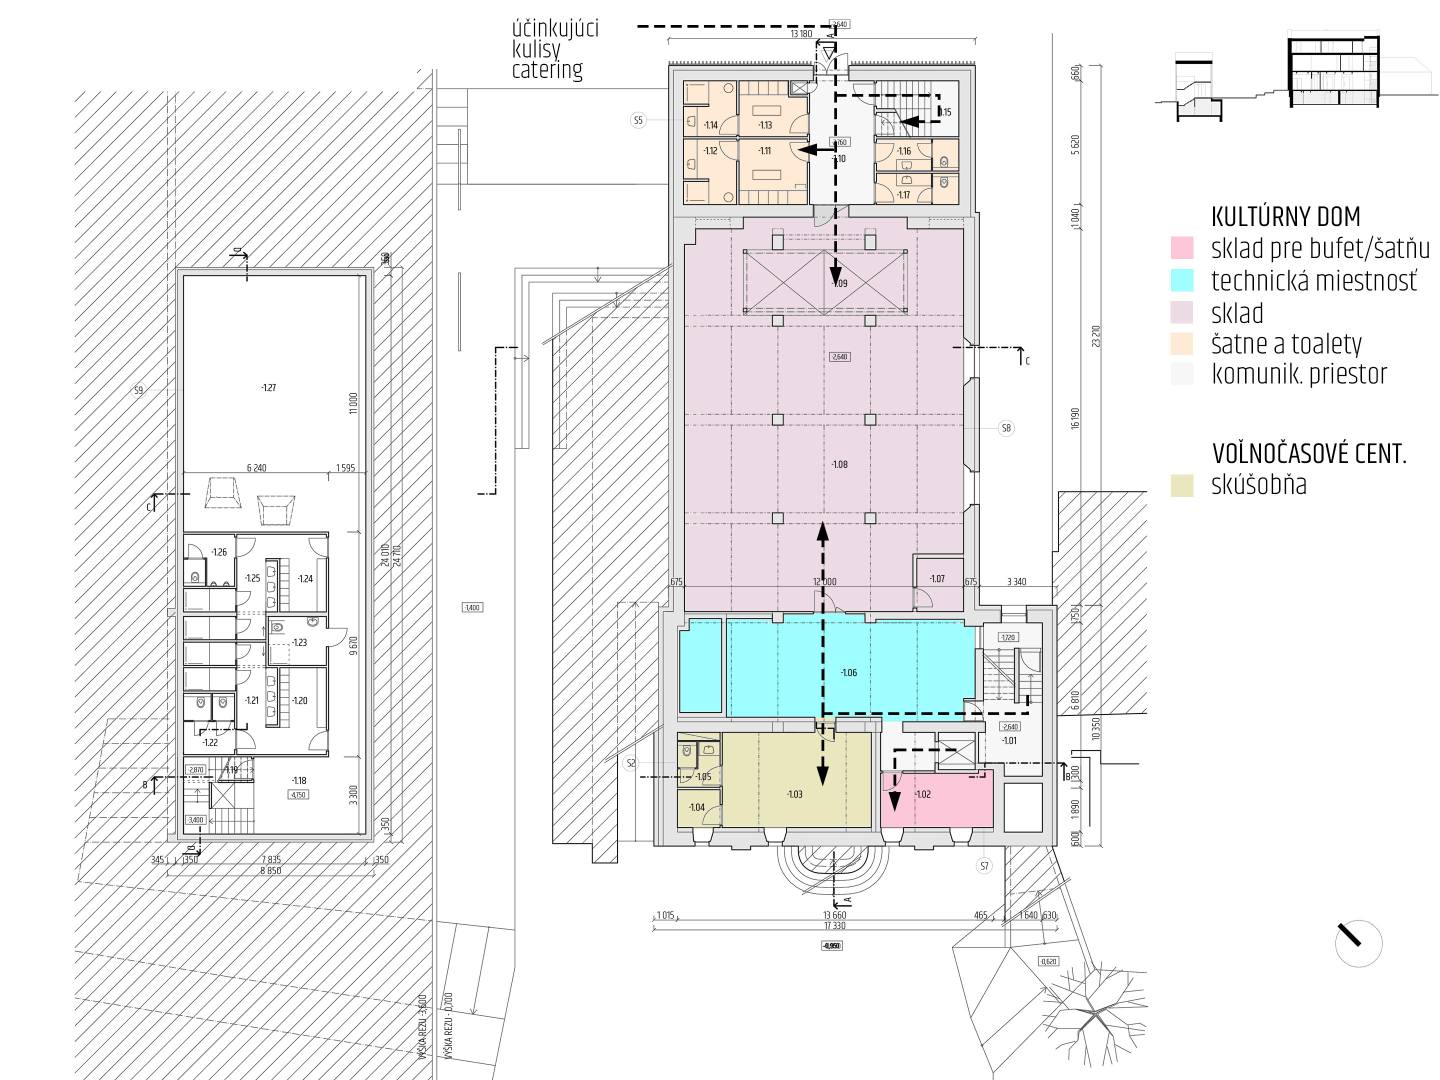 účinkujúci
kulisy
catering
-2,640
13 180
A
660
-1.15
-1.14
-1.13
S5
-2,760
-1.12
-1.11
-1.10
-1.16
5 620
-1.17
KULTÚRNY DOM
1 040
sklad pre bufet/šatňu
D
350
technická miestnosť
-1.09
sklad
23 210
šatne a toalety
-2,640
C
komunik. priestor
-1.27
S9
11 000
16 190
S8
VOĽNOČASOVÉ CENT.
-1.08
6 240
1 595
skúšobňa
C
-1.26
24 010
24 710
-1.25
-1.24
-1.07
675
12 000
675
3 340
-1,400
750
-1.23
-1,720
9 670
-1.06
-1.21
-1.20
6 810
-2,640
-1.22
-1.01
10 350
S2
-2,870
-1.19
-1.05
B
-1.18
B
1 300
-4,750
-1.03
-1.02
3 300
-1.04
1 890
-3,400
350
600
D
345
350
7 835
350
8 850
S7
A
1 015
13 660
465
1 640
630
17 330
-0,950
-0,620
VÝŠKA REZU -3,600
VÝŠKA REZU -0,700